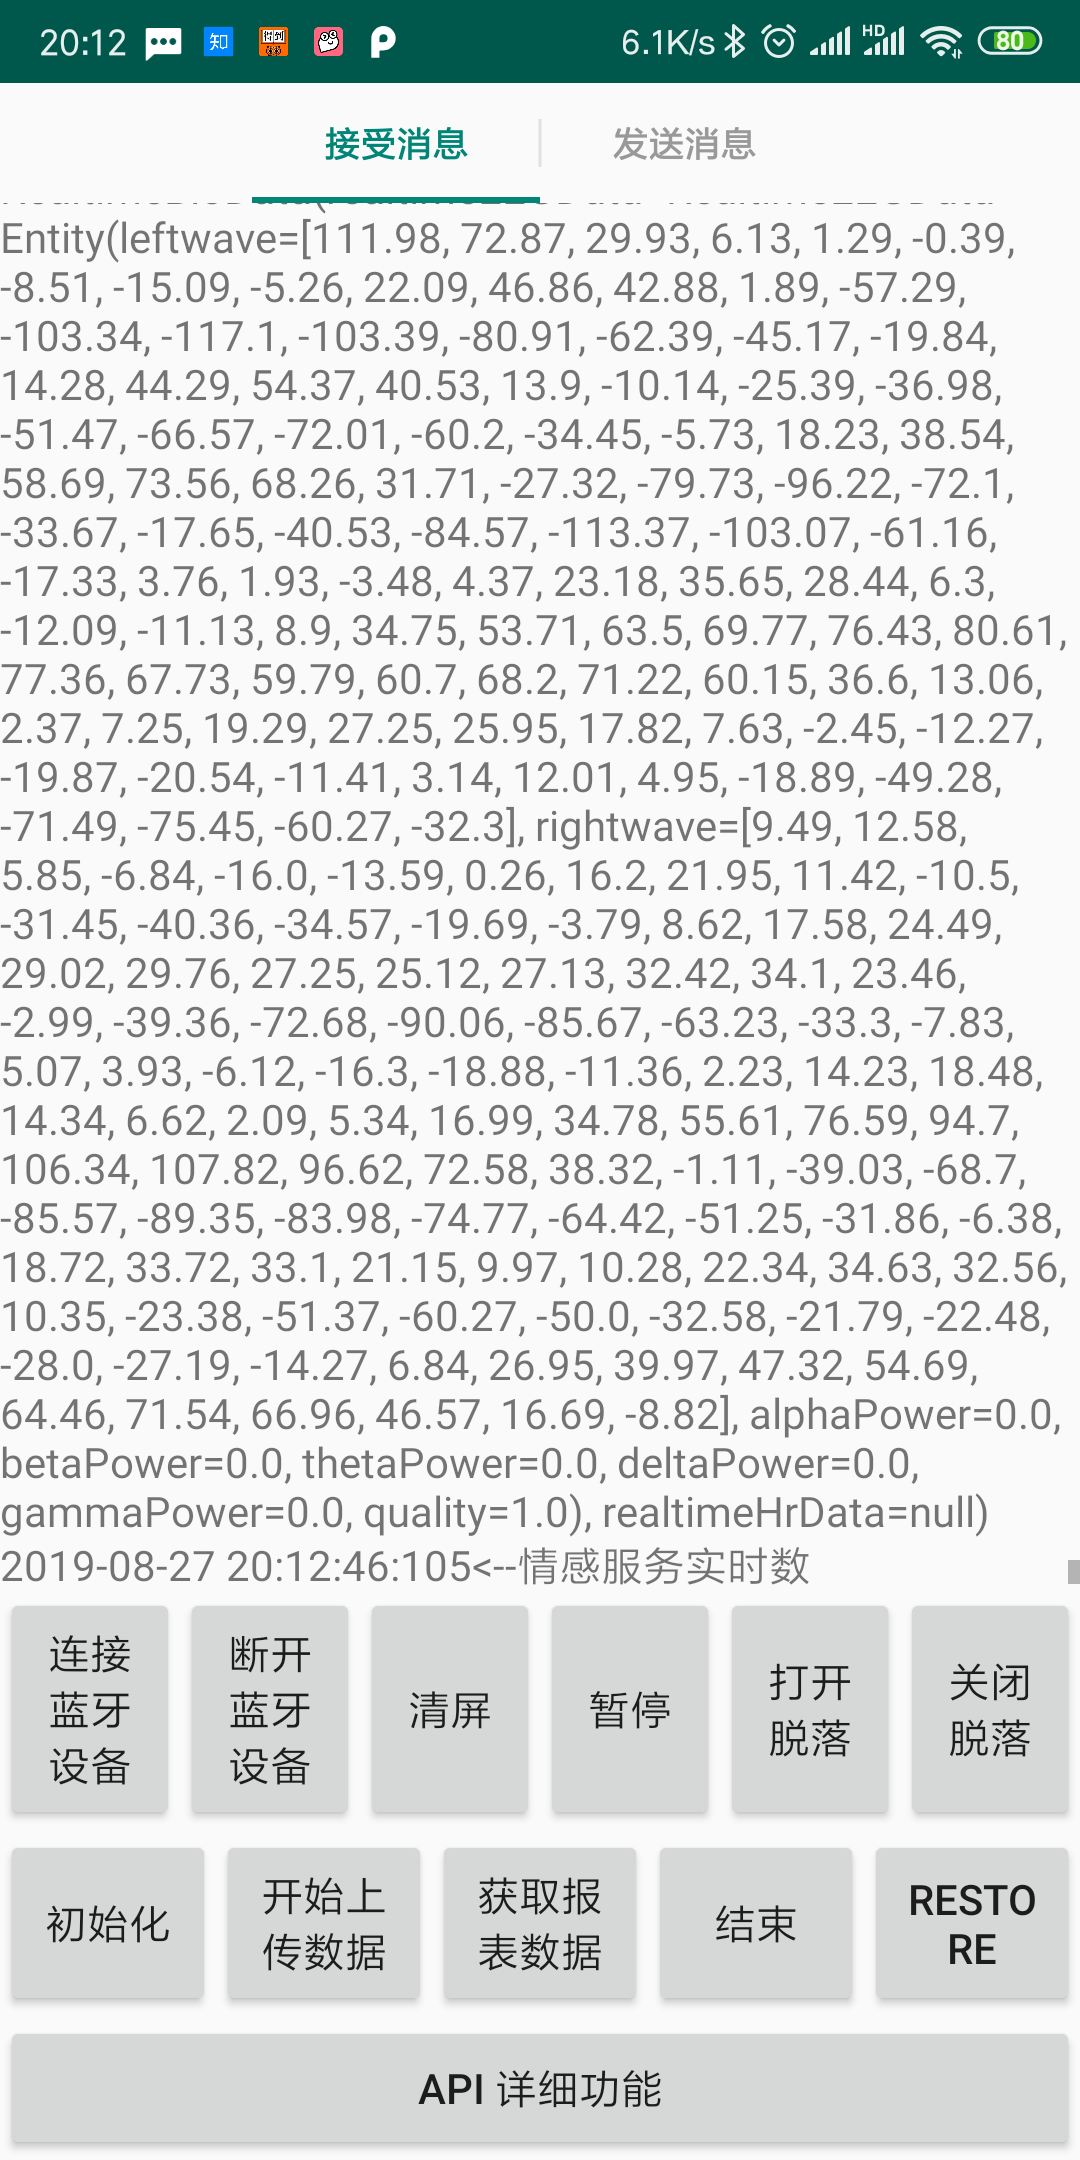 20:12
知
6.1K/s
HD
80
接受消息
发送消息
Entity(leftwave=[111.98, 72.87, 29.93, 6.13, 1.29, -0.39,
-8.51, -15.09, -5.26, 22.09, 46.86, 42.88, 1.89, -57.29,
-103.34, -117.1, -103.39, -80.91, -62.39, -45.17, -19.84,
14.28, 44.29, 54.37, 40.53, 13.9, -10.14, -25.39, -36.98,
-51.47, -66.57, -72.01, -60.2, -34.45, -5.73, 18.23, 38.54,
58.69, 73.56, 68.26, 31.71, -27.32, -79.73, -96.22, -72.1,
-33.67, -17.65, -40.53, -84.57, -113.37, -103.07, -61.16,
-17.33, 3.76, 1.93, -3.48, 4.37, 23.18, 35.65, 28.44, 6.3,
-12.09, -11.13, 8.9, 34.75, 53.71, 63.5, 69.77, 76.43, 80.61,
77.36, 67.73, 59.79, 60.7, 68.2, 71.22, 60.15, 36.6, 13.06,
2.37, 7.25, 19.29, 27.25, 25.95, 17.82, 7.63, -2.45, -12.27,
-19.87, -20.54, -11.41, 3.14, 12.01, 4.95, -18.89, -49.28,
-71.49, -75.45, -60.27, -32.3], rightwave=[9.49, 12.58,
5.85, -6.84, -16.0, -13.59, 0.26, 16.2, 21.95, 11.42, -10.5,
-31.45, -40.36, -34.57, -19.69, -3.79, 8.62, 17.58, 24.49,
29.02, 29.76, 27.25, 25.12, 27.13, 32.42, 34.1, 23.46,
-2.99, -39.36, -72.68, -90.06, -85.67, -63.23, -33.3, -7.83,
5.07, 3.93, -6.12, -16.3, -18.88, -11.36, 2.23, 14.23, 18.48,
14.34, 6.62, 2.09, 5.34, 16.99, 34.78, 55.61, 76.59, 94.7,
106.34, 107.82, 96.62, 72.58, 38.32, -1.11, -39.03, -68.7,
-85.57, -89.35, -83.98, -74.77, -64.42, -51.25, -31.86, -6.38,
18.72, 33.72, 33.1, 21.15, 9.97, 10.28, 22.34, 34.63, 32.56,
10.35, -23.38, -51.37, -60.27, -50.0, -32.58, -21.79, -22.48,
-28.0, -27.19, -14.27, 6.84, 26.95, 39.97, 47.32, 54.69,
64.46, 71.54, 66.96, 46.57, 16.69, -8.82], alphaPower=0.0,
betaPower=0.0, thetaPower=0.0, deltaPower=0.0,
gammaPower=0.0, quality=1.0), realtimeHrData=null)
2019-08-27 20:12:46:105<--情感服务实时数
连接
蓝牙
设备
断开
蓝牙
设备
清屏
暂停
打开
脱落
关闭
脱落
初始化
开始上
传数据
获取报
表数据
结束
RESTO
RE
API 详细功能